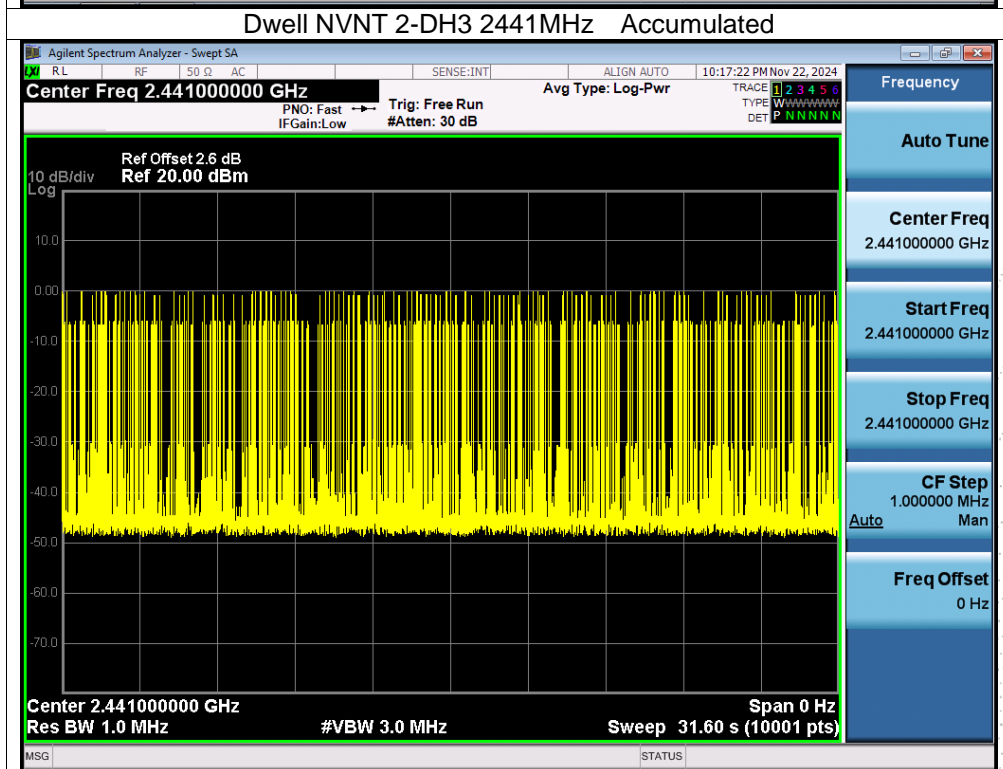 Dwell NVNT 2-DH3 2441MHz Accumulated
Agilent Spectrum Analyzer - Swept SA
LXI RL RF 50 Ω AC SENSE:INT ALIGN AUTO 10:17:22 PM Nov 22, 2024
Center Freq 2.441000000 GHz
PNO: Fast
IFGain:Low
Trig: Free Run
#Atten: 30 dB
Avg Type: Log-Pwr
TRACE 1 2 3 4 5 6
TYPE WWWWWWW
DET P N N N N N
Ref Offset 2.6 dB
10 dB/div Ref 20.00 dBm
Log
10.0
0.00
-10.0
-20.0
-30.0
-40.0
-50.0
-60.0
-70.0
Center 2.441000000 GHz Span 0 Hz
Res BW 1.0 MHz #VBW 3.0 MHz Sweep 31.60 s (10001 pts)
MSG STATUS
Frequency
Auto Tune
Center Freq
2.441000000 GHz
Start Freq
2.441000000 GHz
Stop Freq
2.441000000 GHz
CF Step
1.000000 MHz
Auto Man
Freq Offset
0 Hz